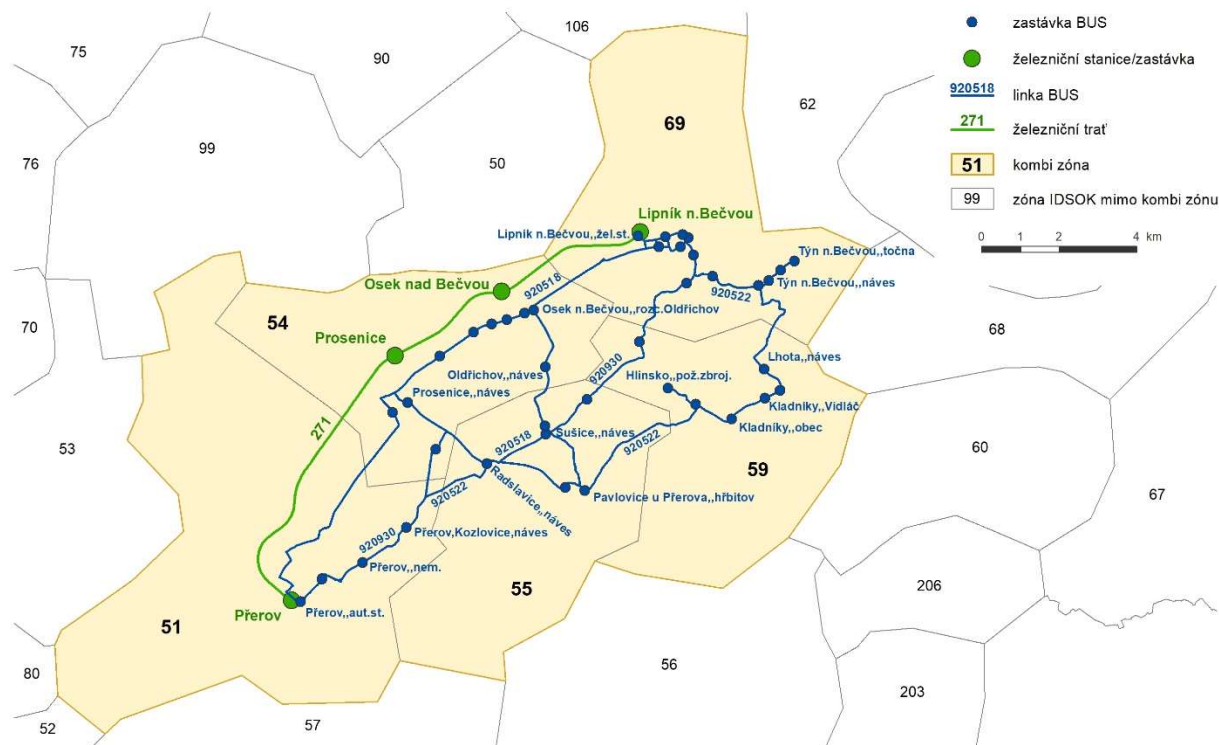 106
75
90
62
76
99
50
69
zastávka BUS
železniční stanice/zastávka
920518
linka BUS
271
železniční trať
51
kombi zóna
99
zóna IDSOK mimo kombi zónu
0 1 2 4 km
Lipník n.Bečvou
Lipník n.Bečvou,,žel.st.
Týn n.Bečvou,,točna
Týn n.Bečvou,,náves
920522
920518
Osek nad Bečvou
Osek n.Bečvou,,rozc.Oldřichov
70
54
68
Prosenice
920930
Lhota,,náves
Oldřichov,,náves
Hlinsko,,pož.zbroj.
Prosenice,,náves
Kladníky,,Vidláč
Kladníky,,obec
271
53
Sušice,,náves
920518
920522
60
59
67
920522
Radslavice,,náves
Pavlovice u Přerova,,hřbitov
920930
Přerov,Kozlovice,náves
Přerov,,nem.
55
206
Přerov
Přerov,,aut.st.
51
80
56
203
52
57